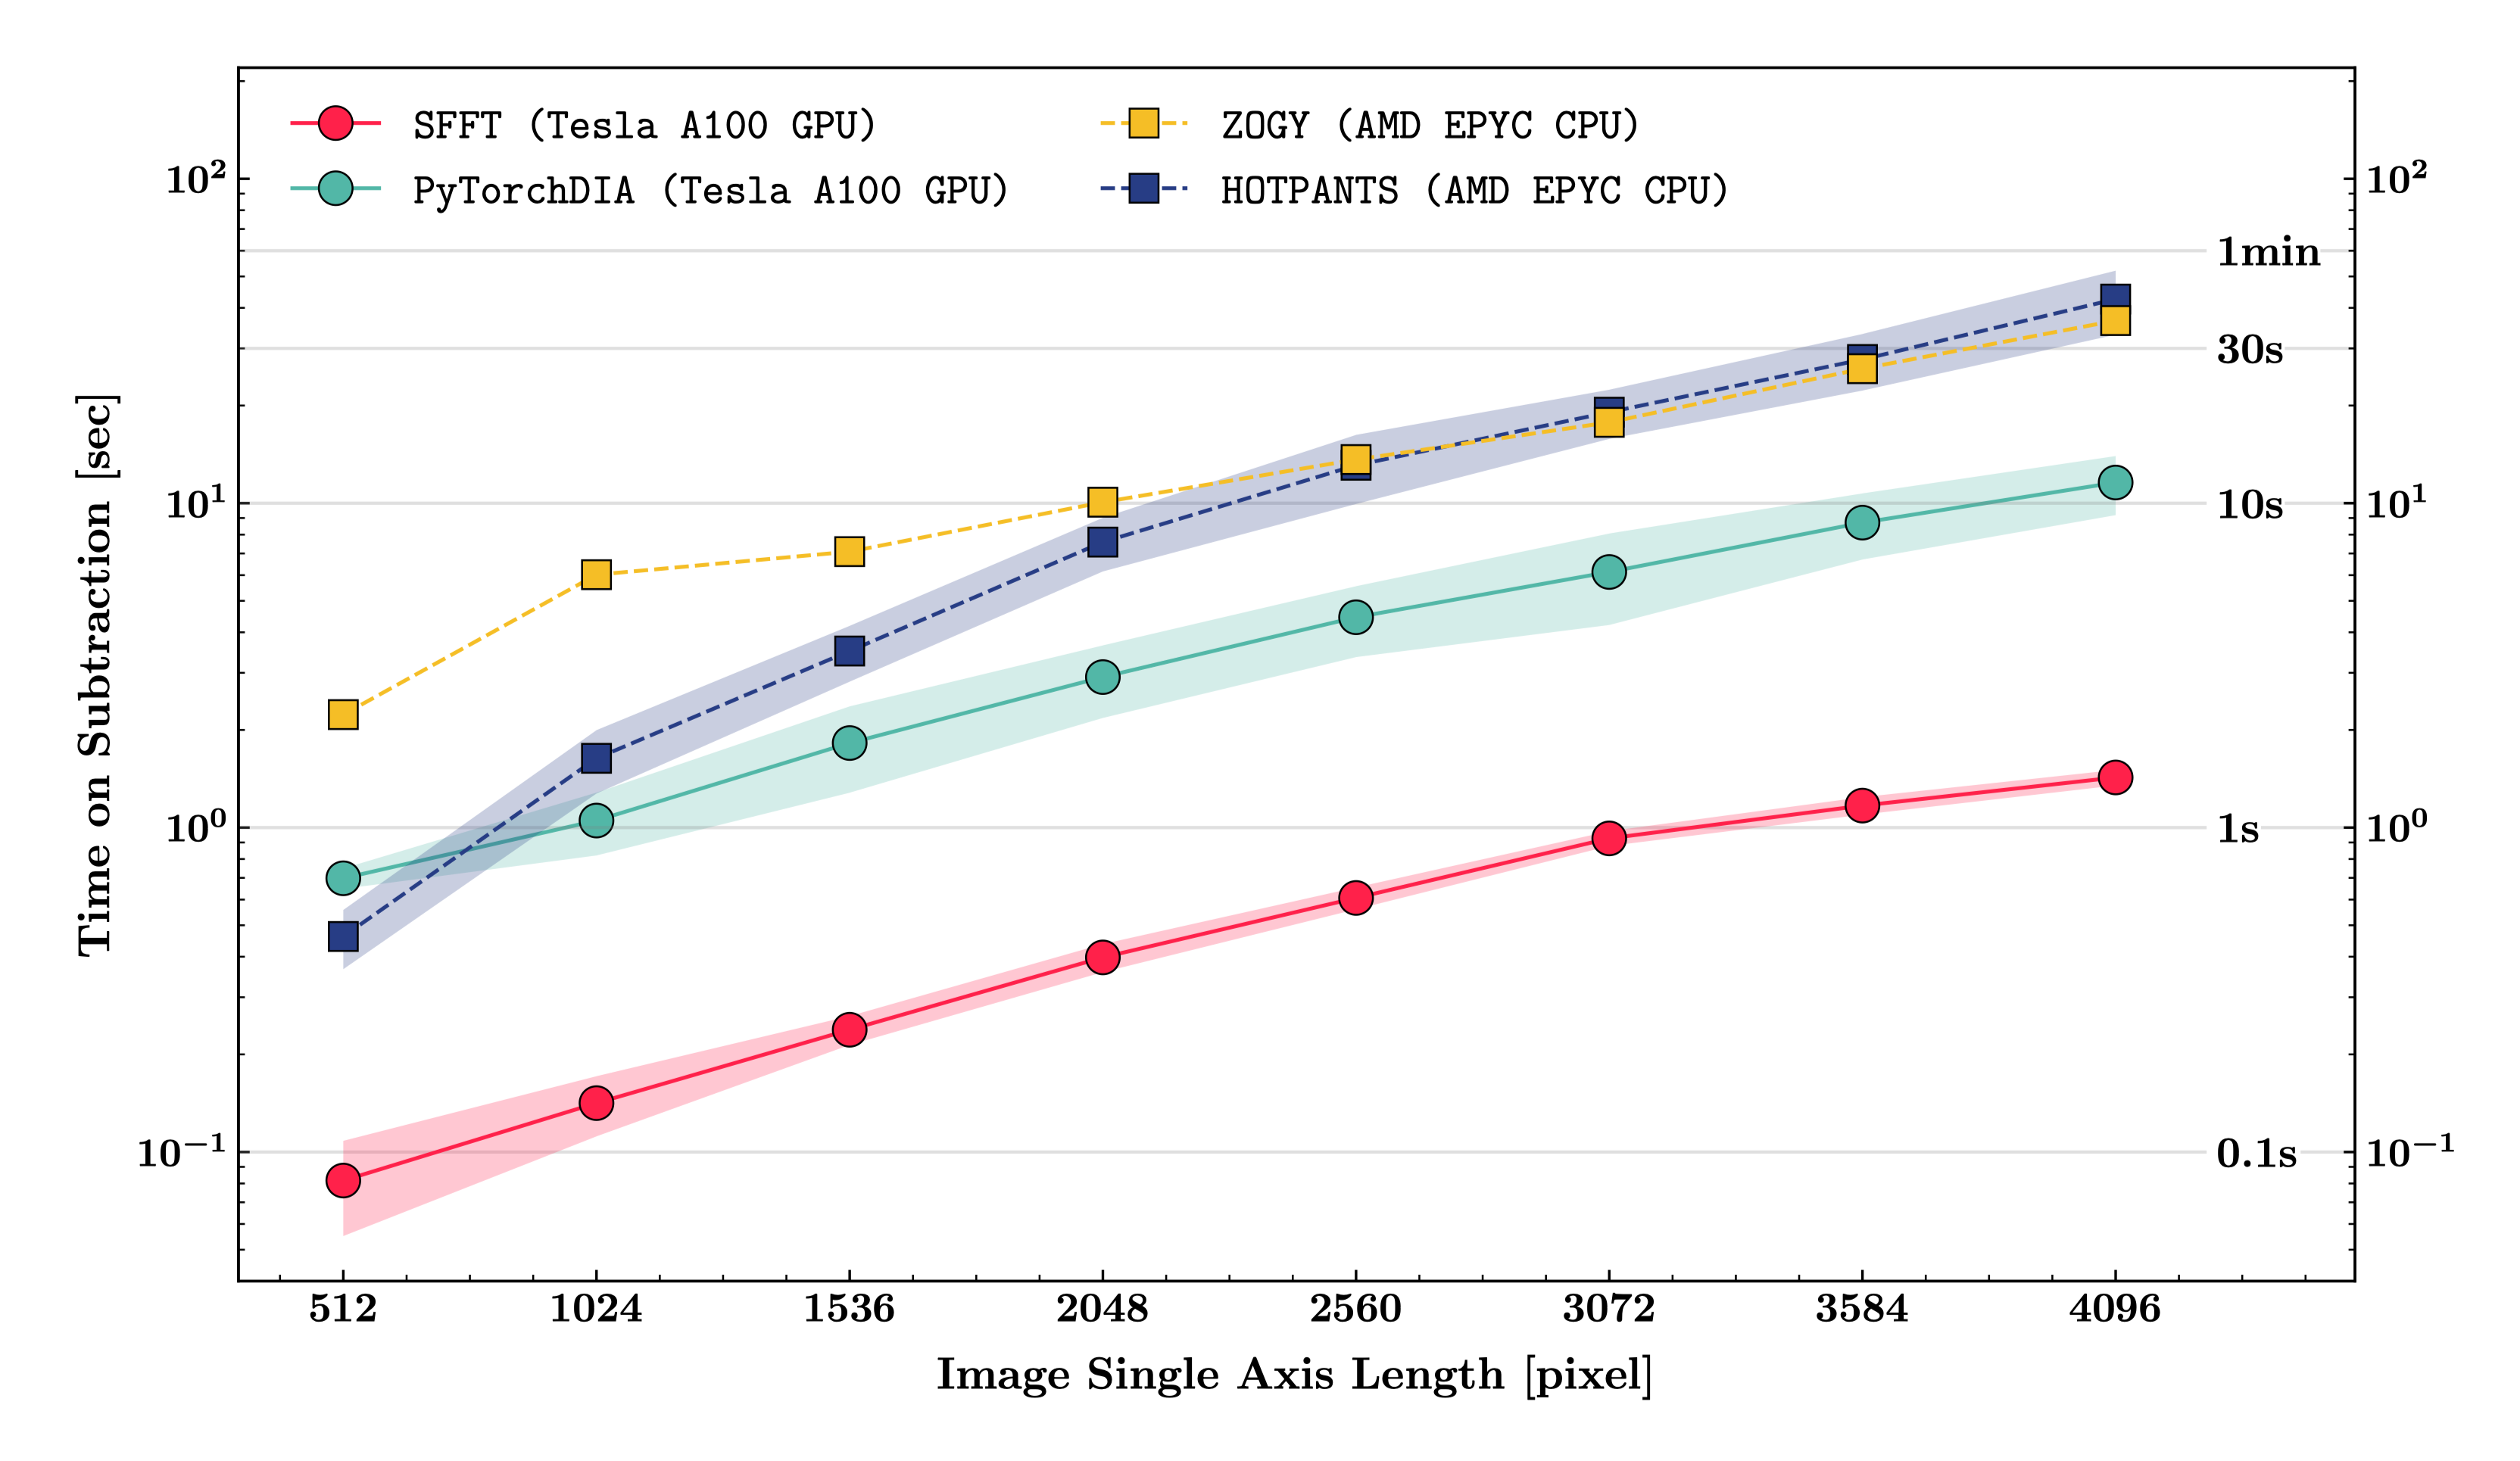 SFFT (Tesla A100 GPU)
PyTorchDIA (Tesla A100 GPU)
ZOGY (AMD EPYC CPU)
HOTPANTS (AMD EPYC CPU)
Time on Subtraction [sec]
10²
10¹
10⁰
10⁻¹
1min
30s
10s
1s
0.1s
10²
10¹
10⁰
10⁻¹
512 1024 1536 2048 2560 3072 3584 4096
Image Single Axis Length [pixel]